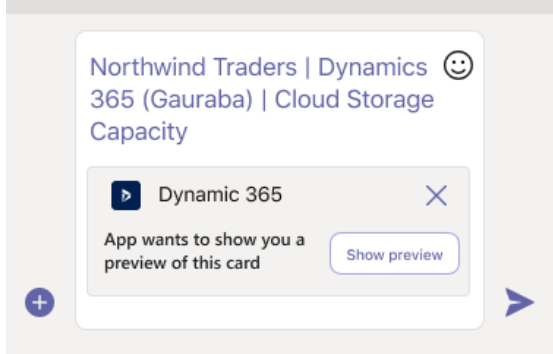 Northwind Traders | Dynamics
365 (Gauraba) | Cloud Storage
Capacity
Dynamic 365
App wants to show you a
preview of this card
Show preview